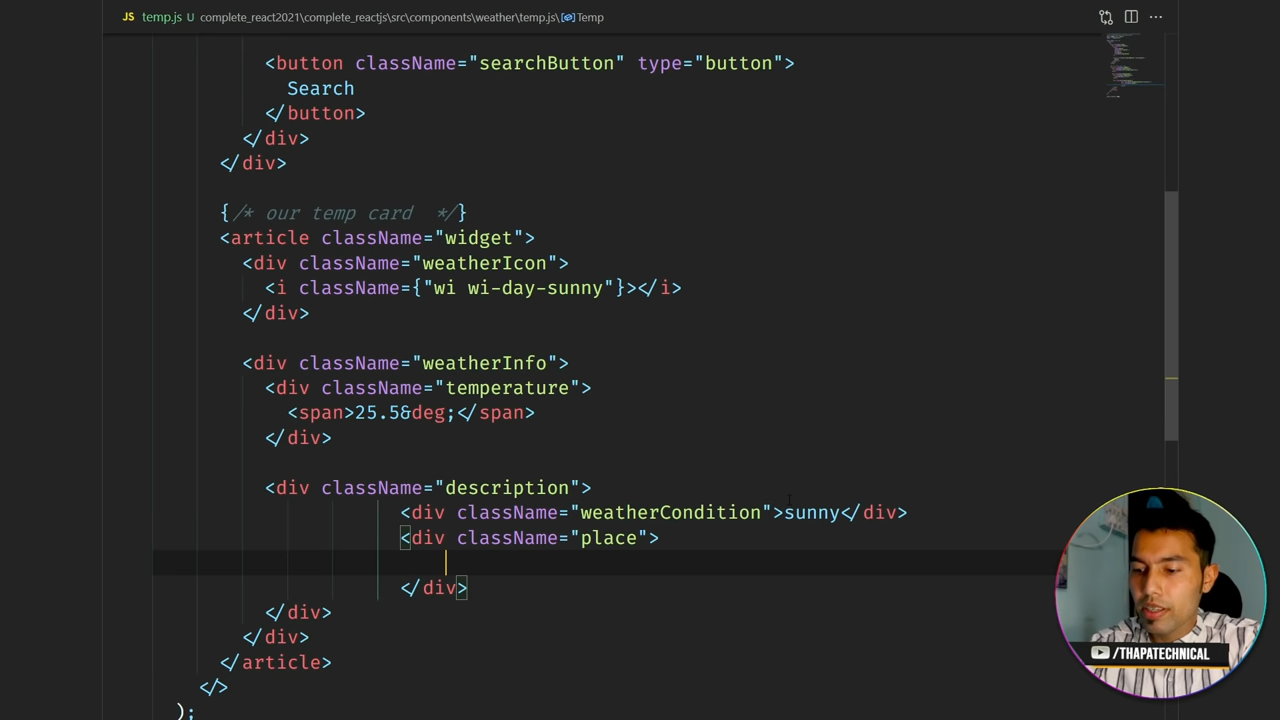 JS temp.js U complete_react2021\complete_reactjs\src\components\weather\temp.js\Temp
<button className="searchButton" type="button">
Search
</button>
</div>
</div>
{/* our temp card */}
<article className="widget">
<div className="weatherIcon">
<i className={"wi wi-day-sunny"}></i>
</div>
<div className="weatherInfo">
<div className="temperature">
<span>25.5&deg;</span>
</div>
<div className="description">
<div className="weatherCondition">sunny</div>
<div className="place">
</div>
</div>
</div>
</article>
</>
);
/THAPATECHNICAL